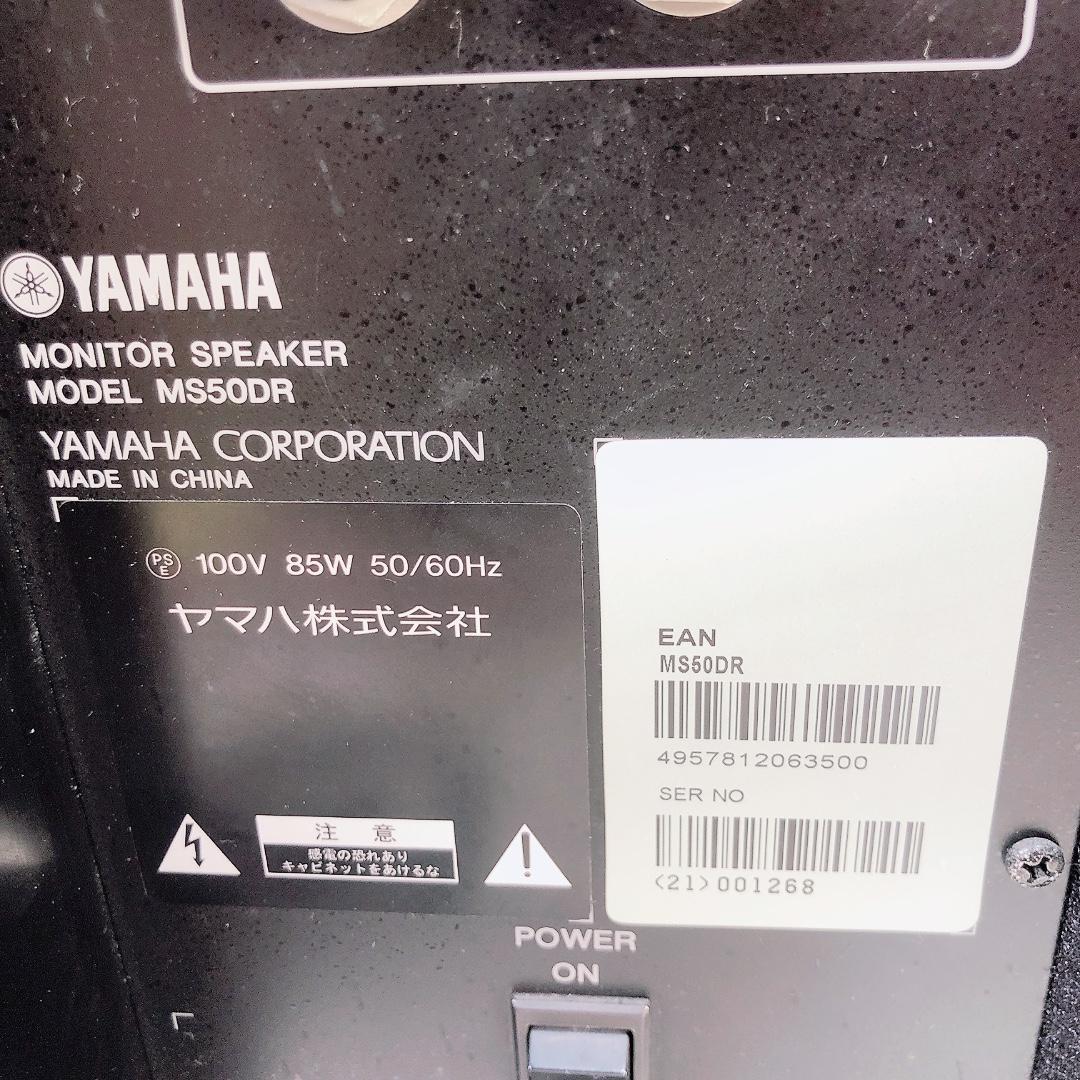 YAMAHA
MONITOR SPEAKER
MODEL MS50DR
YAMAHA CORPORATION
MADE IN CHINA
PSE 100V 85W 50/60Hz
ヤマハ株式会社
注 意
感電の恐れあり
キャビネットをあけるな
EAN
MS50DR
4957812063500
SER NO
(21)001268
POWER
ON